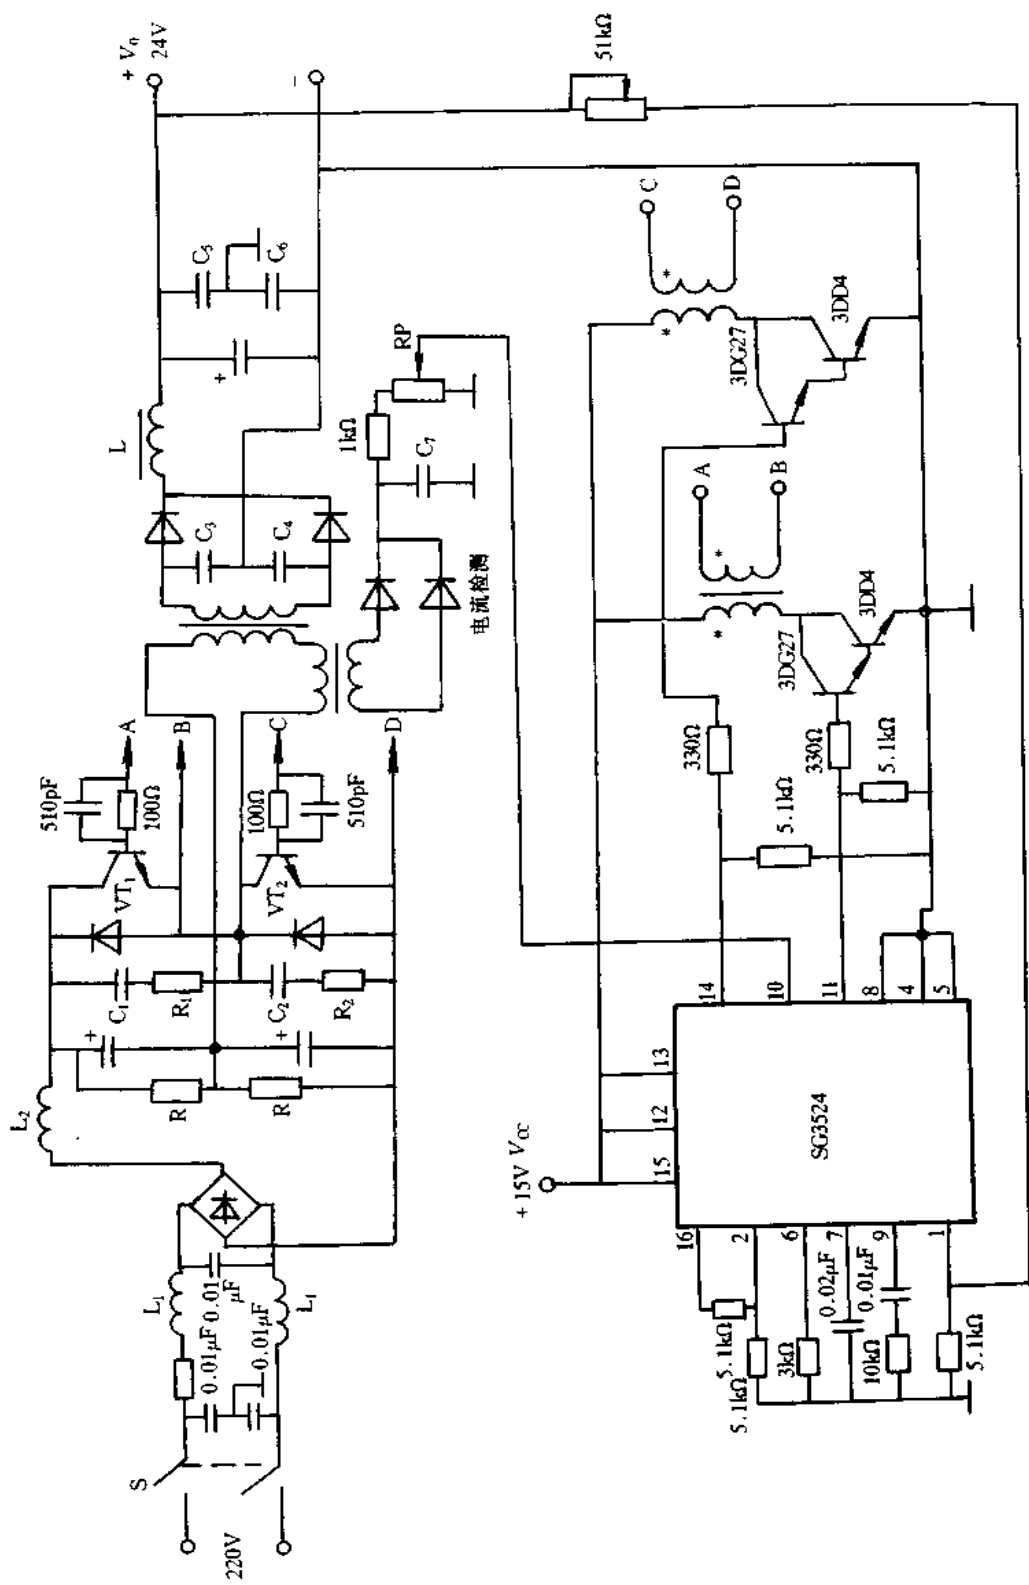 220V
S
0.01μF
0.01μF
L₁
L₁
0.01
μF
L₂
R
R
+
C₁
R₁
+
C₂
R₂
VT₁
VT₂
510pF
100Ω
100Ω
510pF
A
B
C
D
C₃
C₄
L
+
C₅
C₆
+ V₀
24V
−
电流检测
1kΩ
C₇
RP
51kΩ
+15V V_CC
SG3524
15
12
13
16
2
6
7
9
1
14
10
11
8
4
5
5.1kΩ
5.1kΩ
3kΩ
0.02μF
0.01μF
10kΩ
5.1kΩ
330Ω
5.1kΩ
330Ω
5.1kΩ
3DG27
3DD4
*
*
A
B
3DG27
3DD4
*
*
C
D